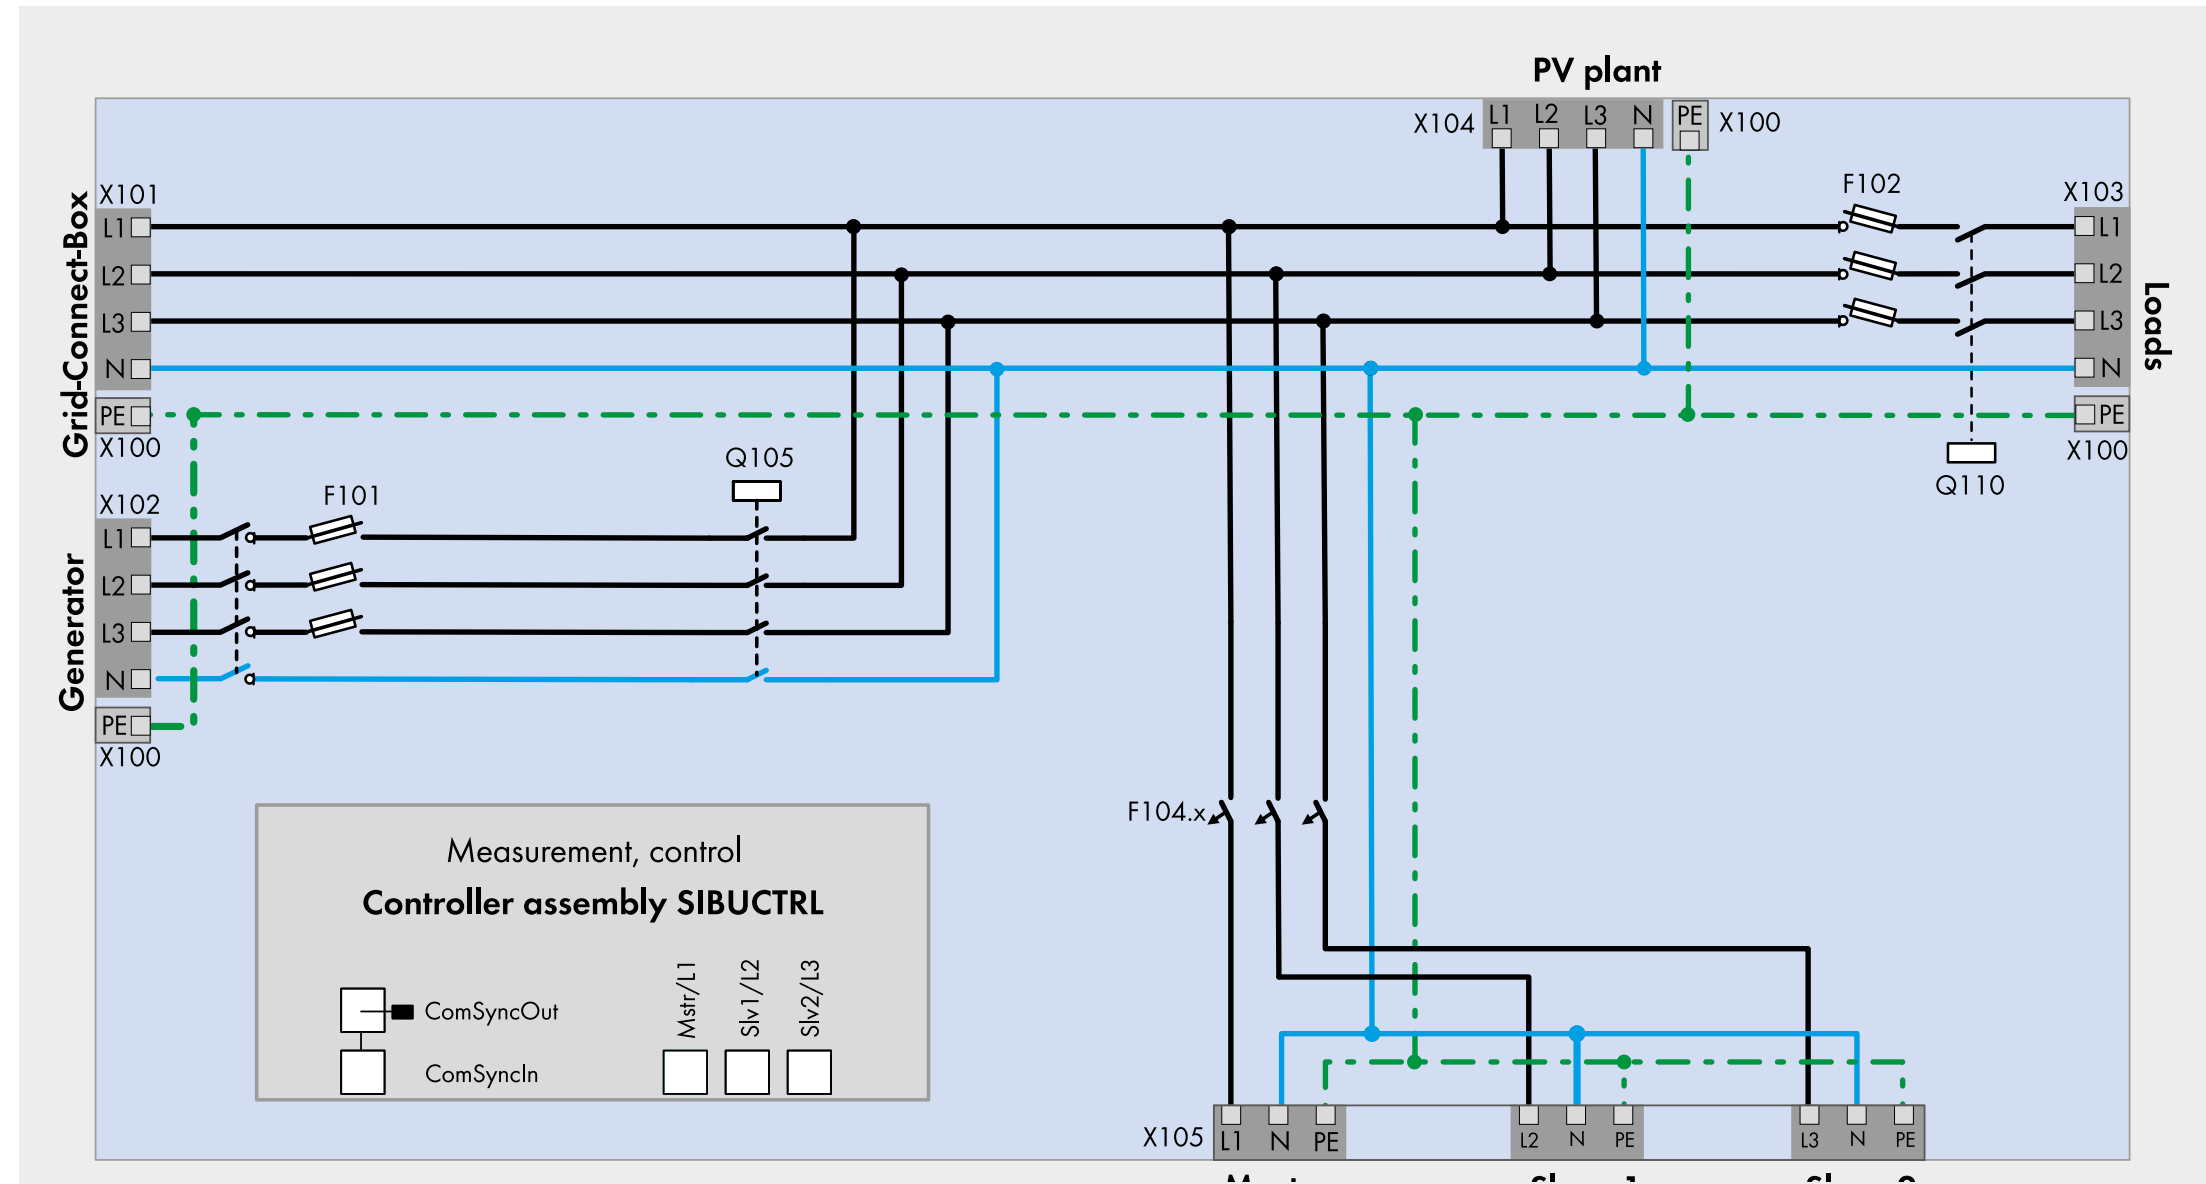 PV plant
X104
L1
L2
L3
N
PE
X100
F102
X103
L1
L2
L3
N
Loads
PE
X100
Q110
X101
L1
L2
L3
N
Grid-Connect-Box
PE
X100
X102
F101
Q105
L1
L2
L3
N
Generator
PE
X100
F104.x
Measurement, control
Controller assembly SIBUCTRL
Mstr/L1
Slv1/L2
Slv2/L3
ComSyncOut
ComSyncIn
X105
L1
N
PE
L2
N
PE
L3
N
PE